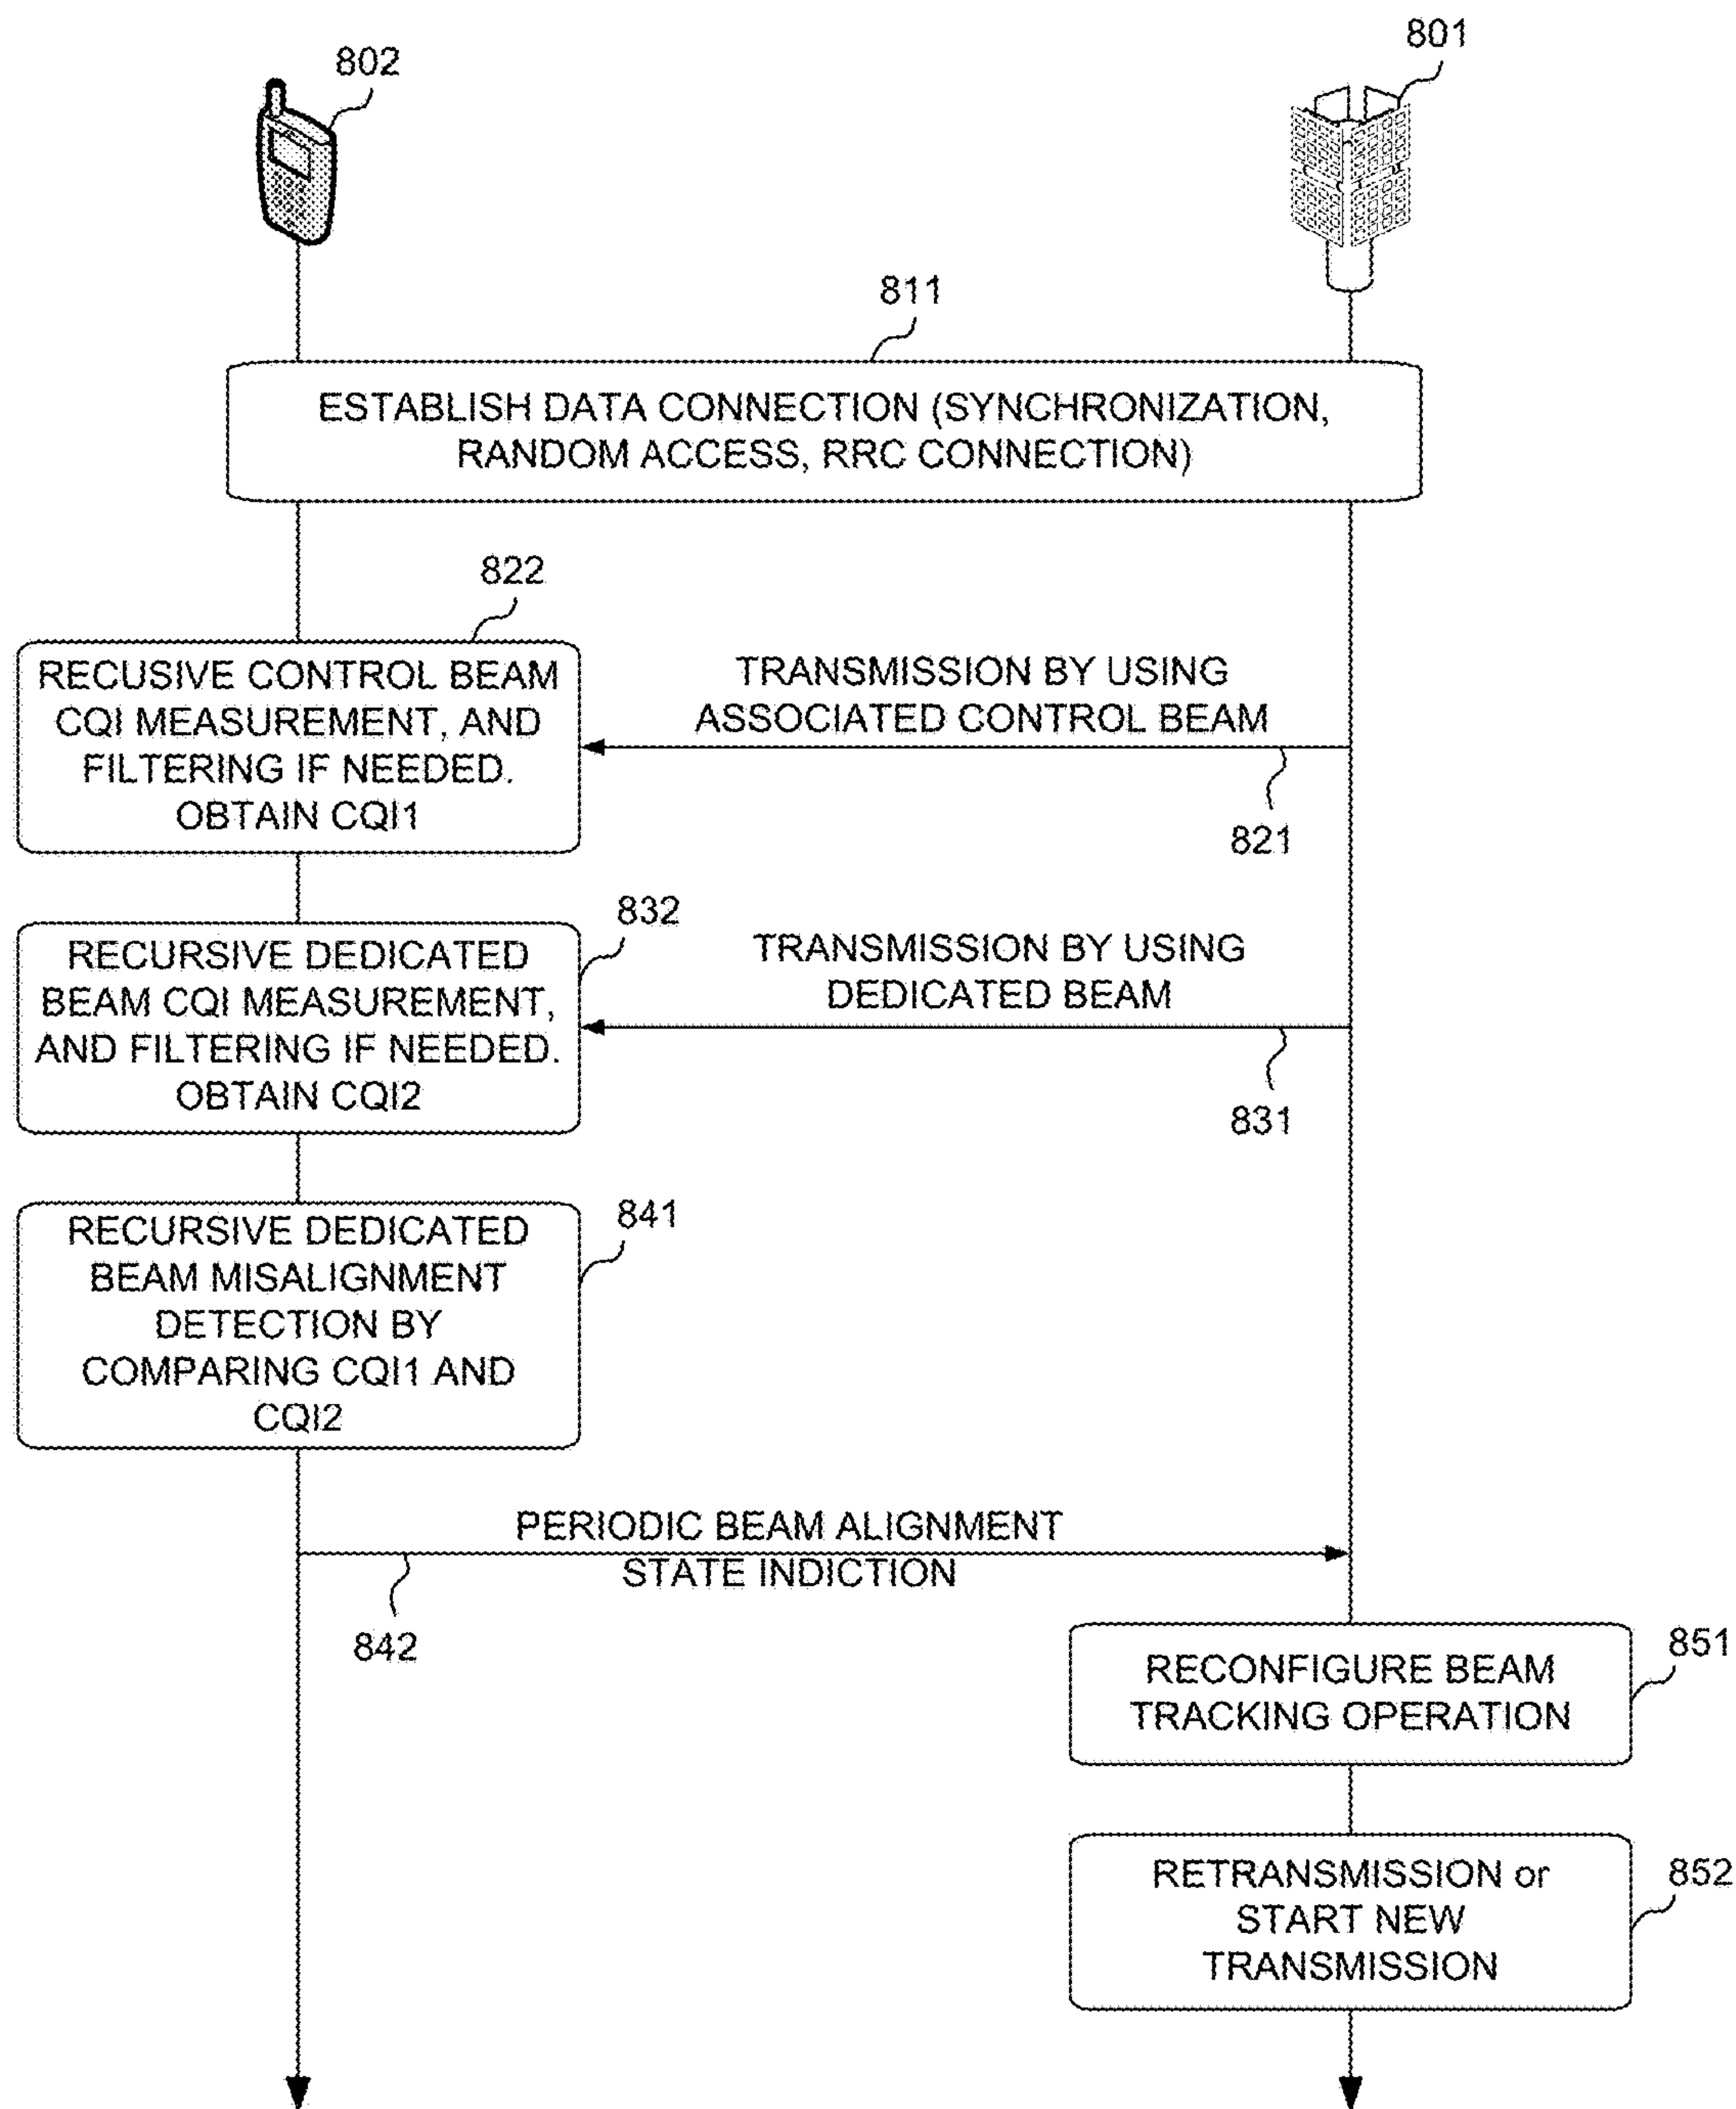 802
801
811
ESTABLISH DATA CONNECTION (SYNCHRONIZATION,
RANDOM ACCESS, RRC CONNECTION)
822
RECUSIVE CONTROL BEAM
CQI MEASUREMENT, AND
FILTERING IF NEEDED.
OBTAIN CQI1
TRANSMISSION BY USING
ASSOCIATED CONTROL BEAM
821
832
RECURSIVE DEDICATED
BEAM CQI MEASUREMENT,
AND FILTERING IF NEEDED.
OBTAIN CQI2
TRANSMISSION BY USING
DEDICATED BEAM
831
841
RECURSIVE DEDICATED
BEAM MISALIGNMENT
DETECTION BY
COMPARING CQI1 AND
CQI2
PERIODIC BEAM ALIGNMENT
STATE INDICTION
842
851
RECONFIGURE BEAM
TRACKING OPERATION
852
RETRANSMISSION or
START NEW
TRANSMISSION